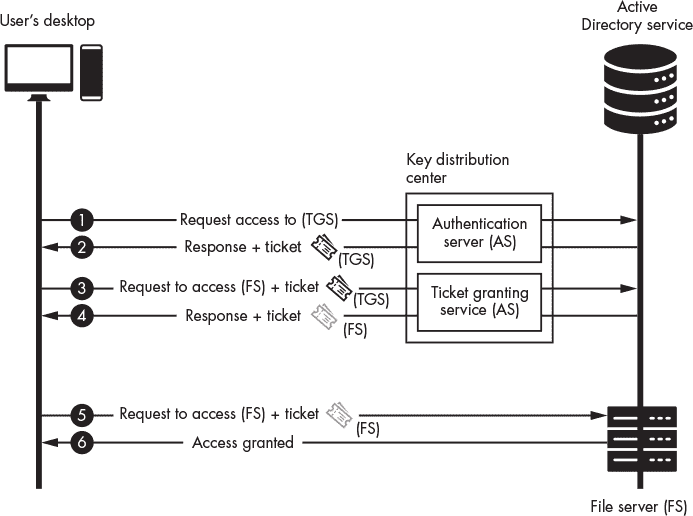 User's desktop
Active
Directory service
Key distribution
center
1 Request access to (TGS)
Authentication
server (AS)
2 Response + ticket (TGS)
3 Request to access (FS) + ticket (TGS)
Ticket granting
service (AS)
4 Response + ticket (FS)
5 Request to access (FS) + ticket (FS)
6 Access granted
File server (FS)